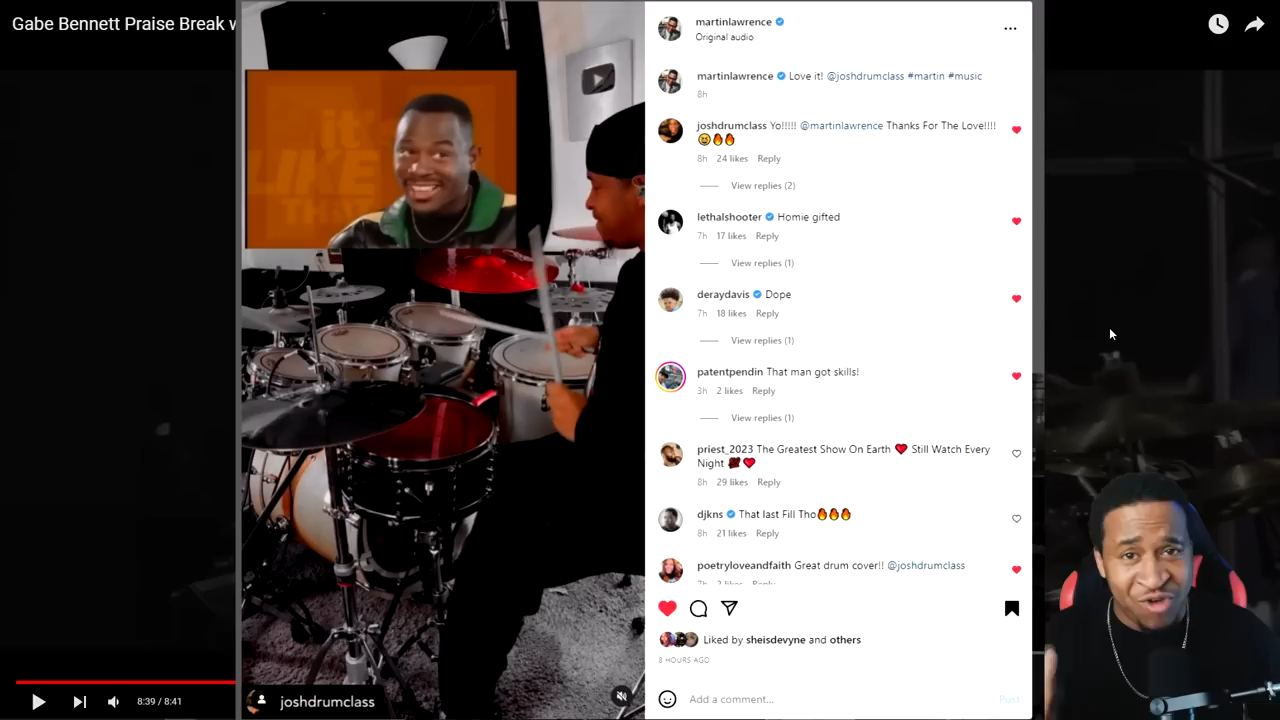 Gabe Bennett Praise Break
it
LIKE
THAT
joshdrumclass
8:39 / 8:41
martinlawrence
Original audio
martinlawrence Love it! @joshdrumclass #martin #music
8h
joshdrumclass Yo!!!!! @martinlawrence Thanks For The Love!!!!
😆🔥🔥
8h 24 likes Reply
View replies (2)
lethalshooter Homie gifted
7h 17 likes Reply
View replies (1)
deraydavis Dope
7h 18 likes Reply
View replies (1)
patentpendin That man got skills!
3h 2 likes Reply
View replies (1)
priest_2023 The Greatest Show On Earth ❤️ Still Watch Every
Night ❤️
8h 29 likes Reply
djkns That last Fill Tho🔥🔥🔥
8h 21 likes Reply
poetryloveandfaith Great drum cover!! @joshdrumclass
Liked by sheisdevyne and others
8 HOURS AGO
Add a comment...
Post